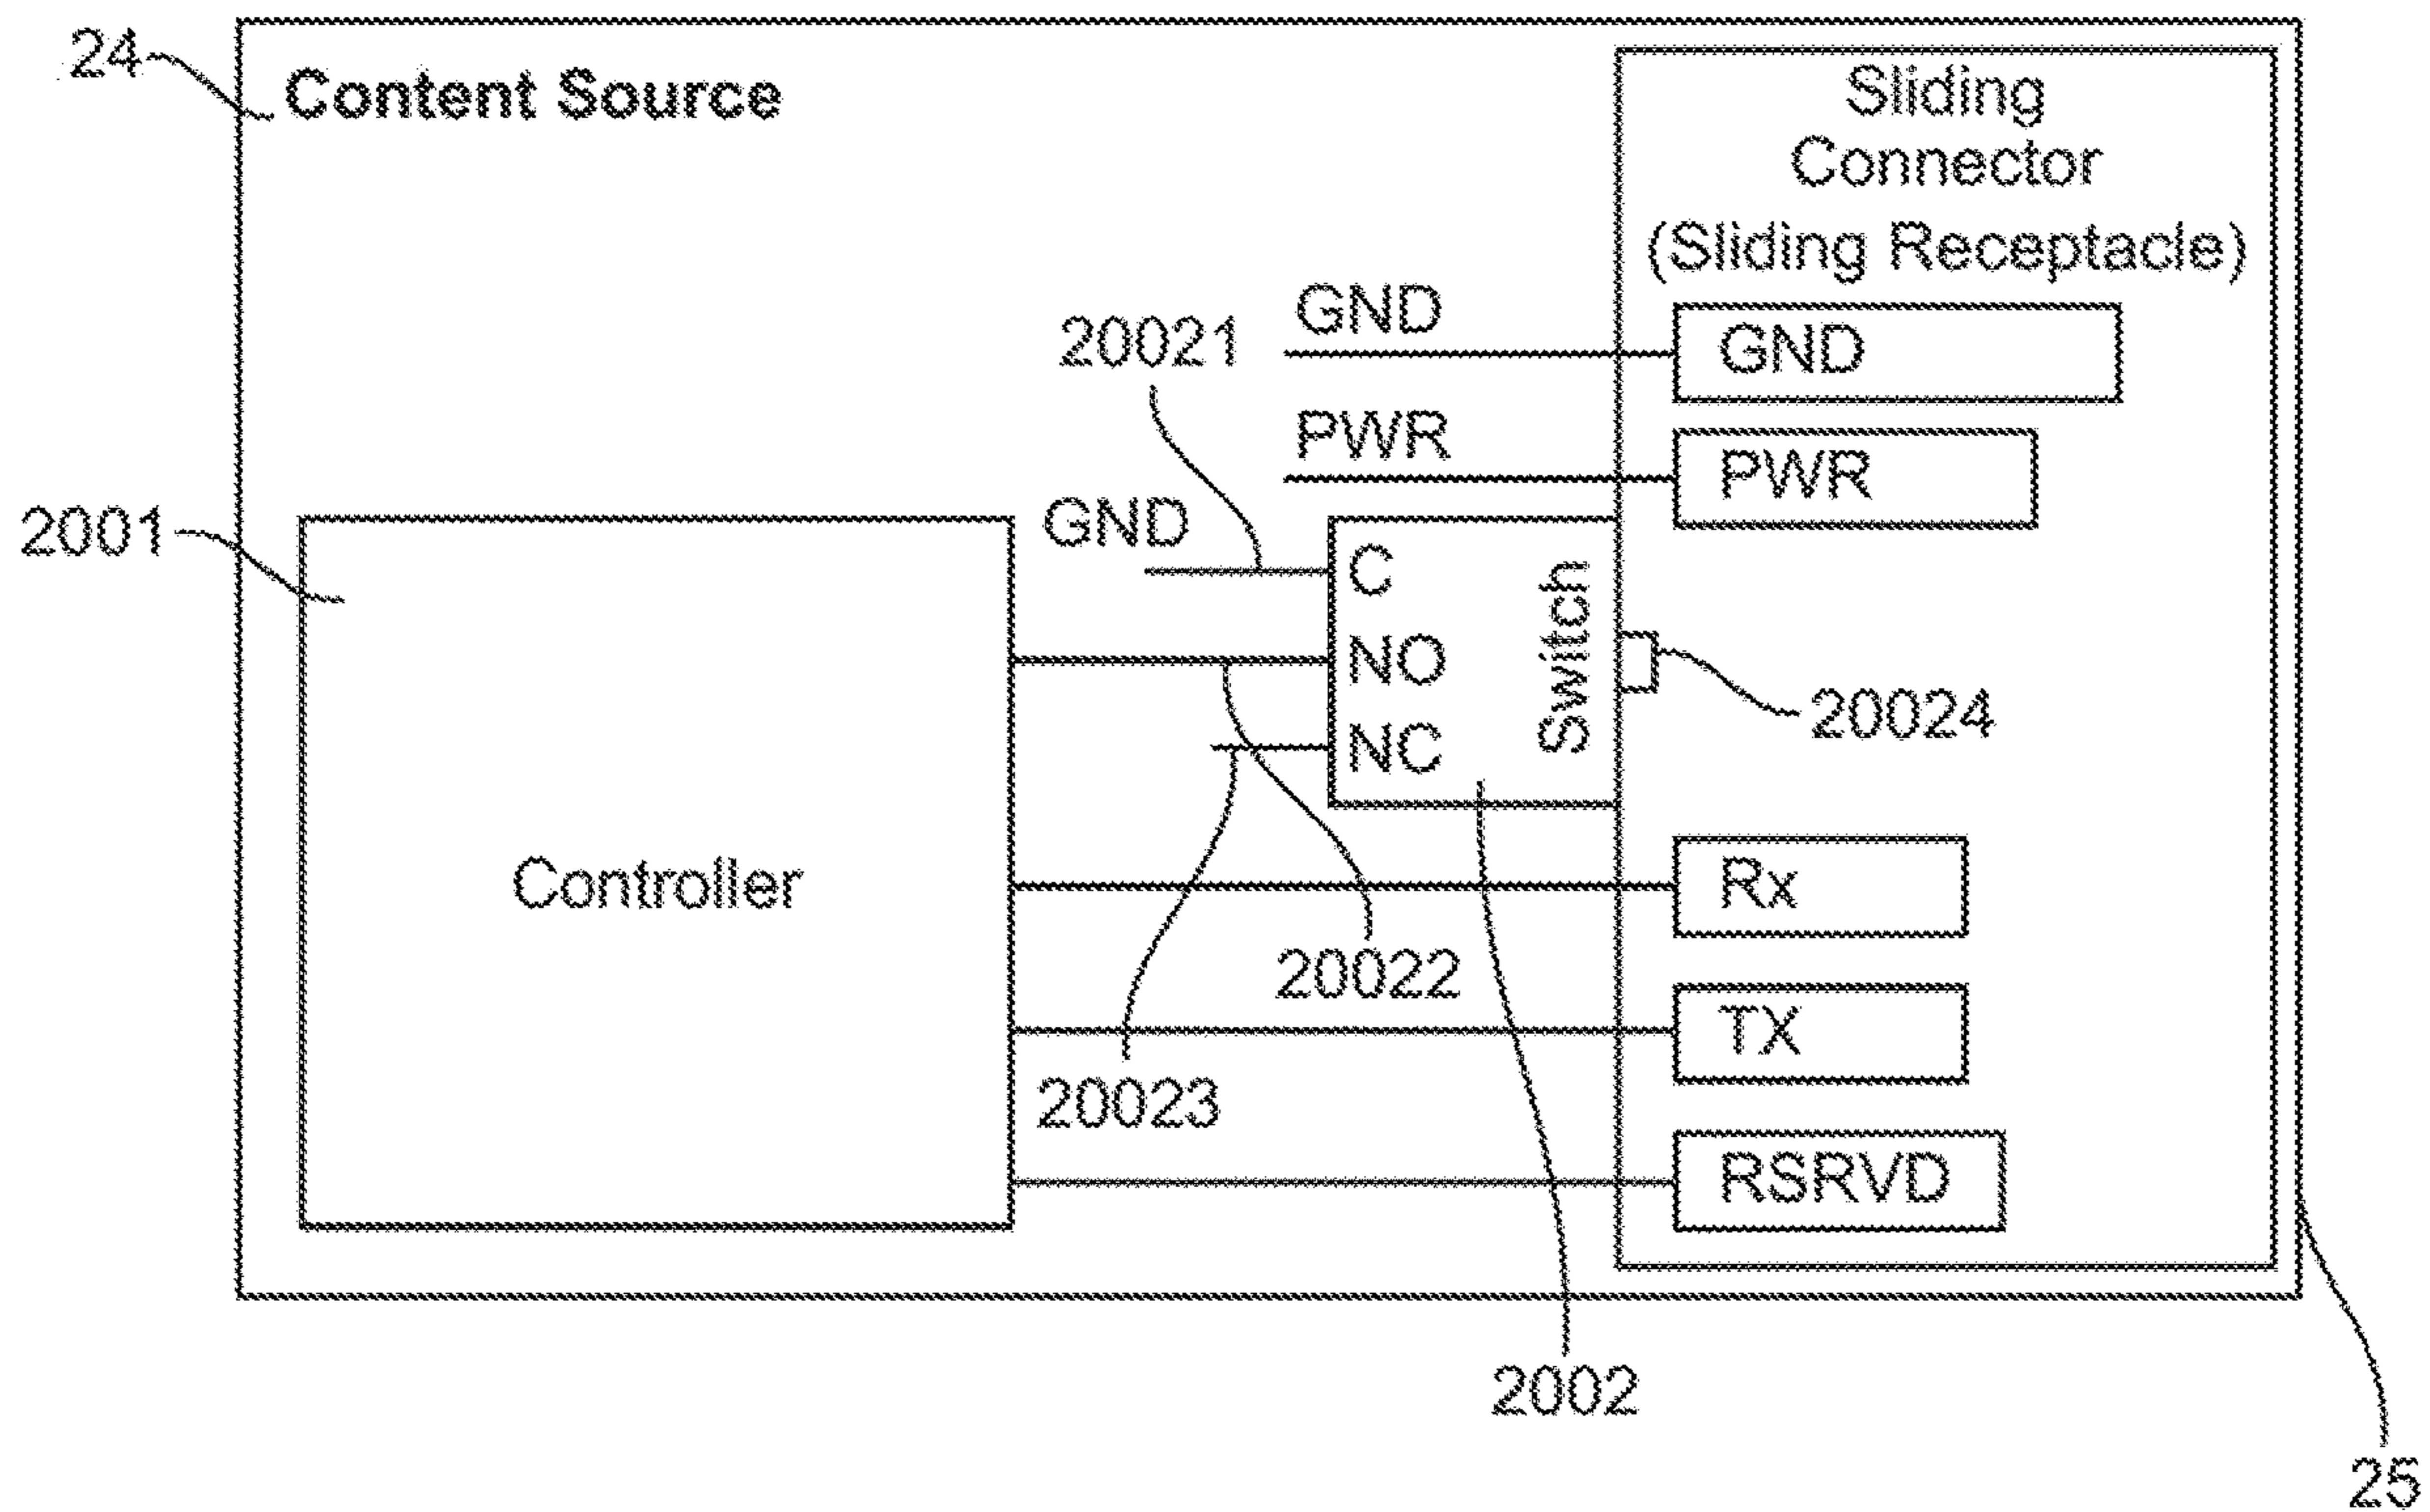 24
Content Source
Sliding
Connector
(Sliding Receptacle)
GND
GND
20021
PWR
PWR
2001
GND
C
NO
NC
Switch
20024
Controller
Rx
20022
TX
20023
RSRVD
2002
25